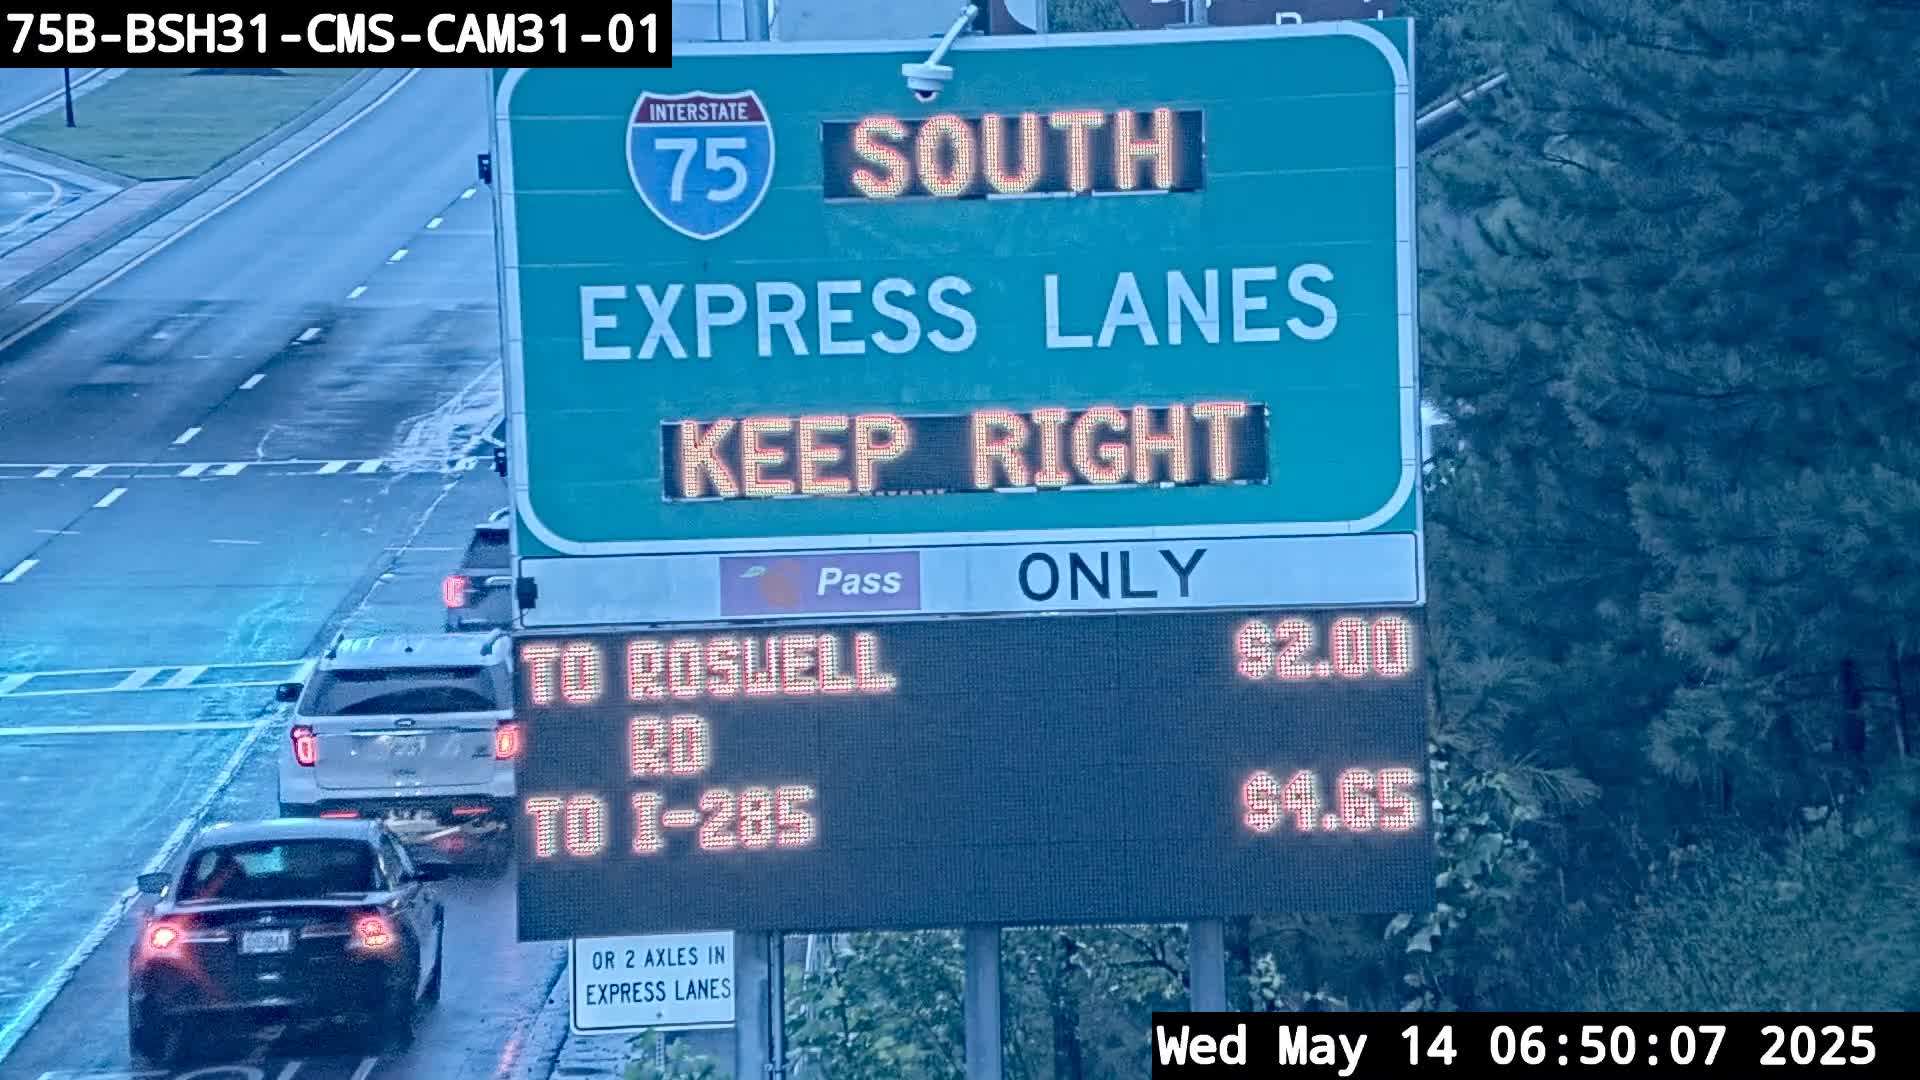 75B-BSH31-CMS-CAM31-01
INTERSTATE
75
SOUTH
EXPRESS LANES
KEEP RIGHT
Pass ONLY
TO ROSWELL $2.00
RD
TO I-285 $4.65
OR 2 AXLES IN
EXPRESS LANES
Wed May 14 06:50:07 2025